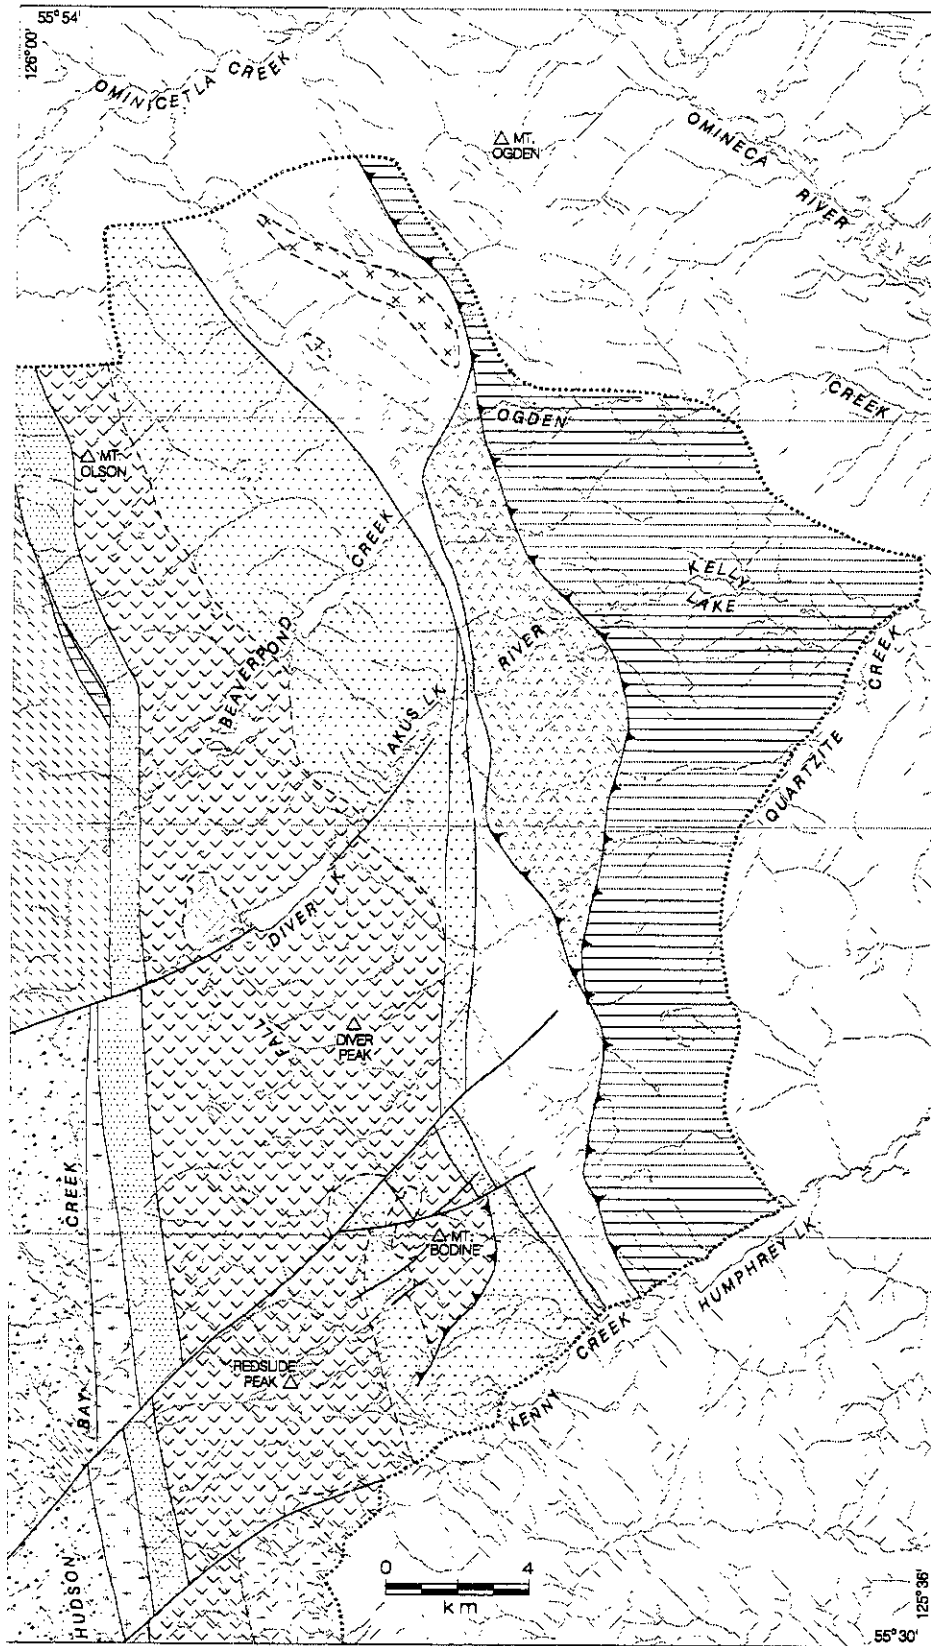 55°54'
126°00'
OMINICETLA CREEK
MT.
OGDEN
OMINECA
RIVER
CREEK
OGDEN
MT.
OLSON
KELLY
LAKE
CREEK
BEAVERPOND
RIVER
AKUS LK
CREEK
QUARTZITE
DIVER LK
FALL
DIVER
PEAK
CREEK
MT.
BODINE
HUMPHREY LK
CREEK
REDSLIDE
PEAK
BAY
KENNY
HUDSON
0 4
km
125°36'
55°30'